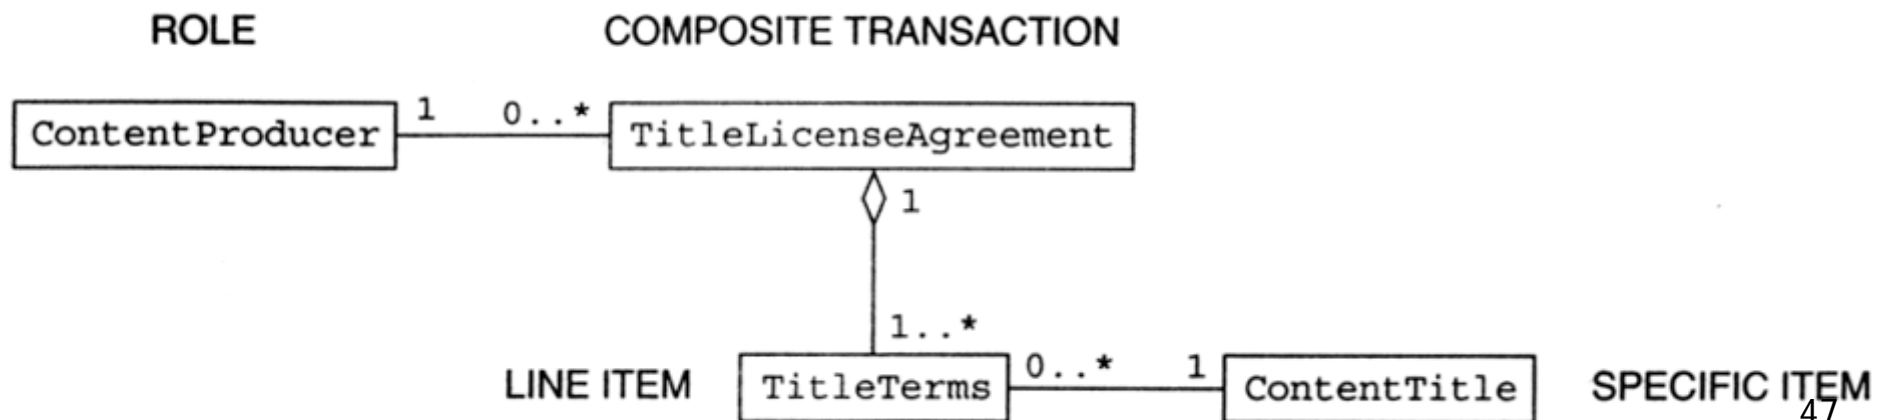 ROLE COMPOSITE TRANSACTION
ContentProducer 1 0..* TitleLicenseAgreement
1
1..*
LINE ITEM TitleTerms 0..* 1 ContentTitle SPECIFIC ITEM
47